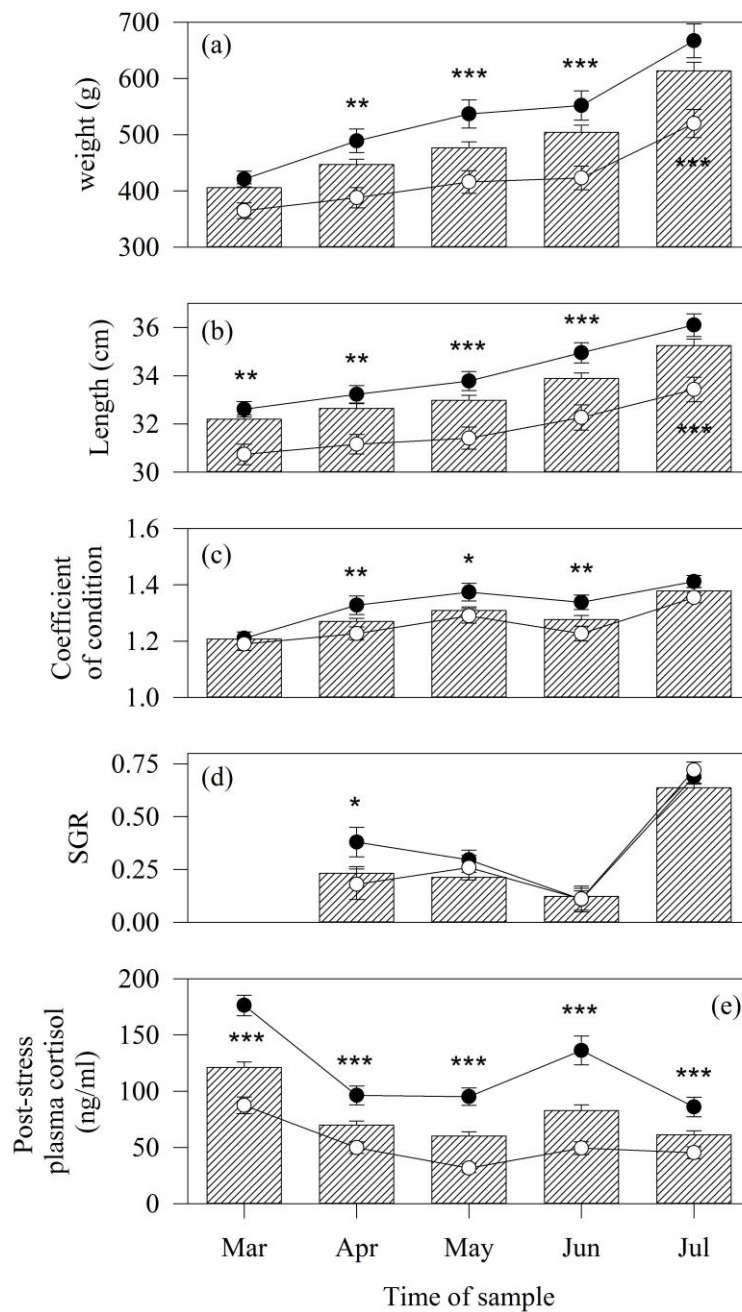 (a)
700
600
500
400
300
weight (g)
** *** *** ***
(b)
36
34
32
30
Length (cm)
** ** *** *** ***
(c)
1.6
1.4
1.2
1.0
Coefficient
of condition
** * **
(d)
0.75
0.50
0.25
0.00
SGR
*
(e)
200
150
100
50
0
Post-stress
plasma cortisol
(ng/ml)
*** *** *** *** ***
Mar Apr May Jun Jul
Time of sample